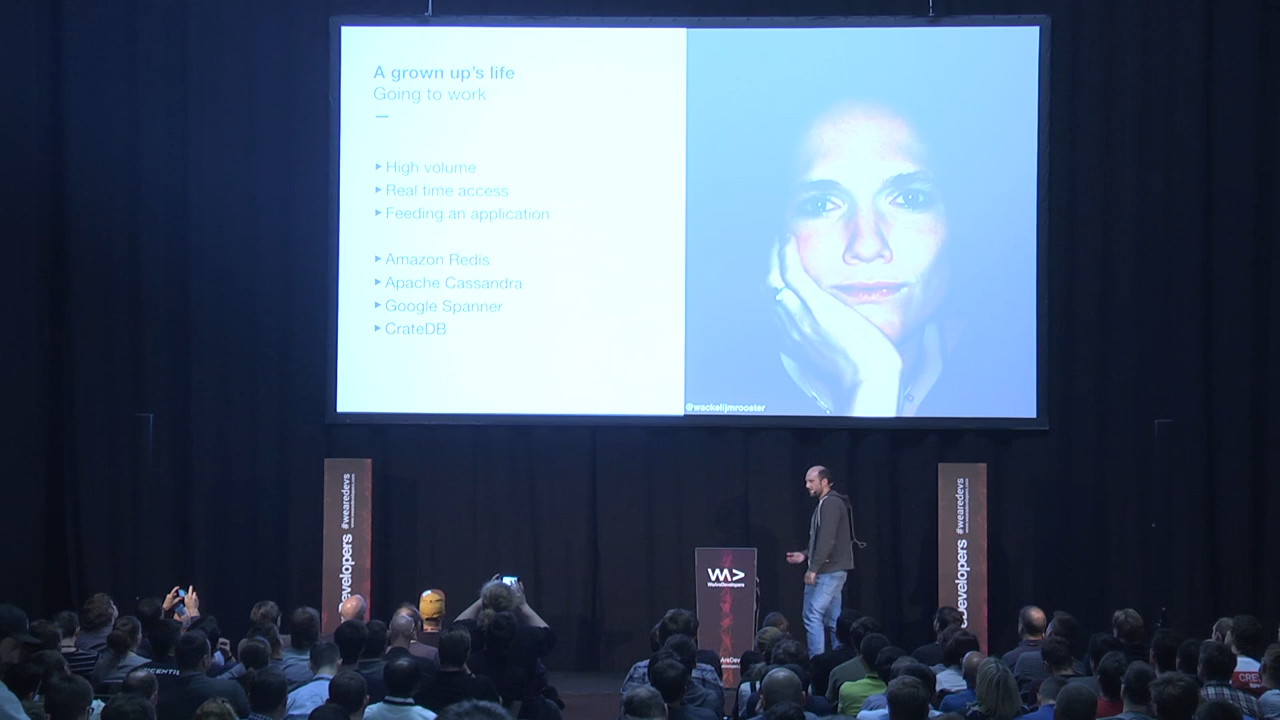 A grown up's life
Going to work
—
▸ High volume
▸ Real time access
▸ Feeding an application
▸ Amazon Redis
▸ Apache Cassandra
▸ Google Spanner
▸ CrateDB
@wackelijmrooster
#wearedevs
Developers
#wearedevs
Developers
WeAreDevelopers